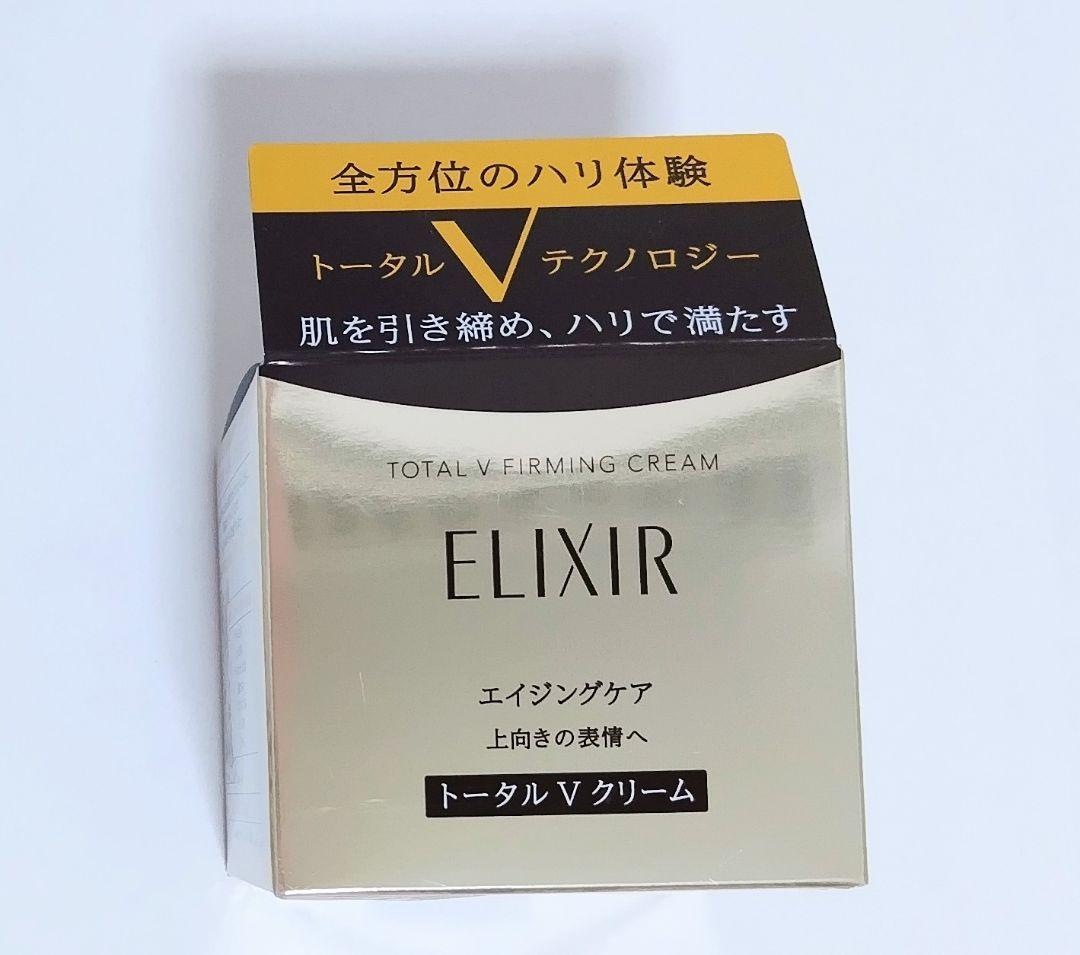 全方位のハリ体験
トータル V テクノロジー
肌を引き締め、ハリで満たす
TOTAL V FIRMING CREAM
ELIXIR
エイジングケア
上向きの表情へ
トータル V クリーム